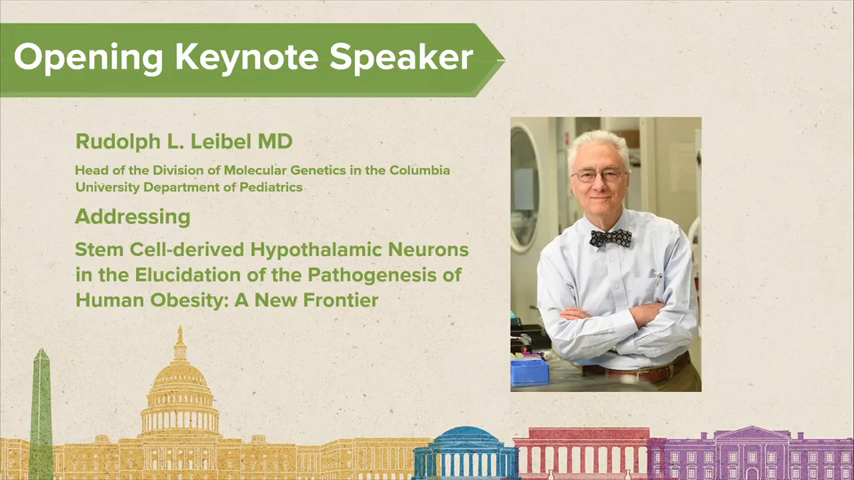 Opening Keynote Speaker
Rudolph L. Leibel MD
Head of the Division of Molecular Genetics in the Columbia
University Department of Pediatrics
Addressing
Stem Cell-derived Hypothalamic Neurons
in the Elucidation of the Pathogenesis of
Human Obesity: A New Frontier